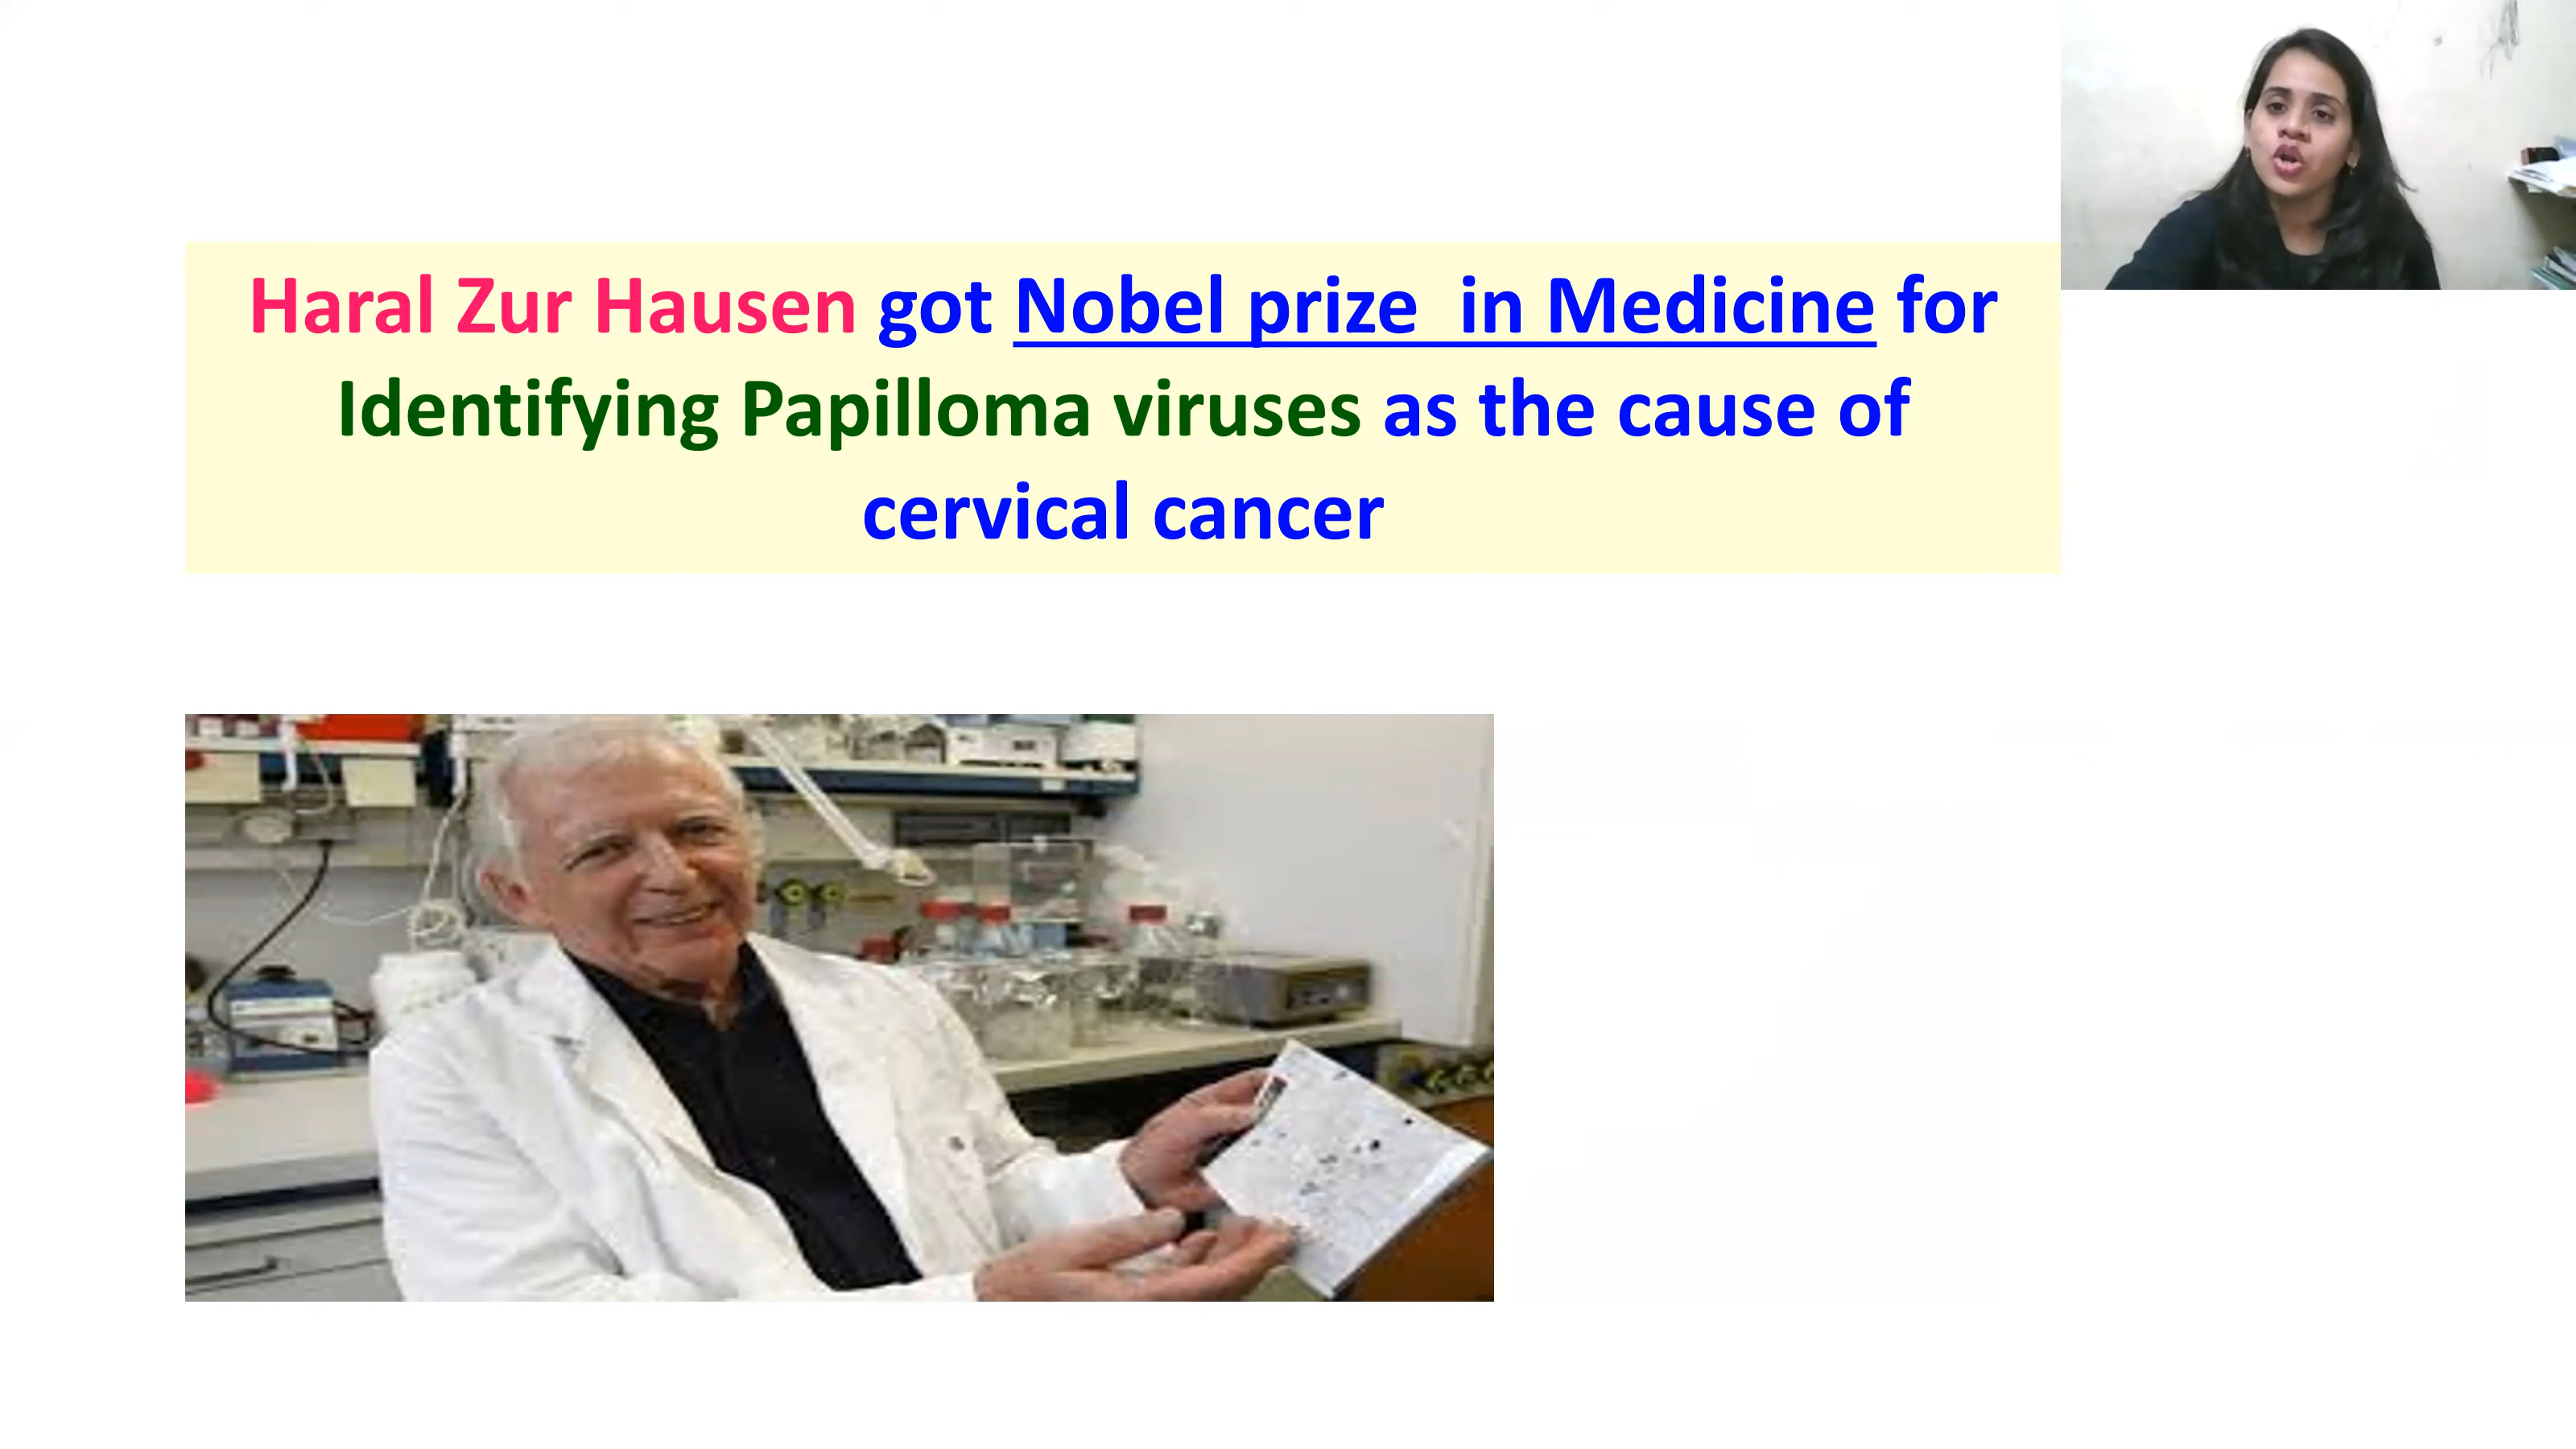 Haral Zur Hausen got Nobel prize  in Medicine for
Identifying Papilloma viruses as the cause of
cervical cancer